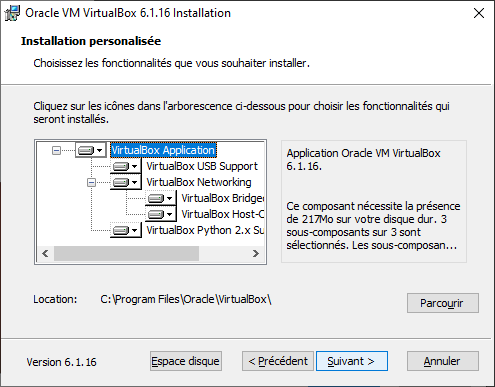 Oracle VM VirtualBox 6.1.16 Installation
Installation personalisée
Choisissez les fonctionnalités que vous souhaiter installer.
Cliquez sur les icônes dans l'arborescence ci-dessous pour choisir les fonctionnalités qui
seront installés.
VirtualBox Application
VirtualBox USB Support
VirtualBox Networking
VirtualBox Bridge
VirtualBox Host-C
VirtualBox Python 2.x Su
Application Oracle VM VirtualBox
6.1.16.
Ce composant nécessite la présence
de 217Mo sur votre disque dur. 3
sous-composants sur 3 sont
sélectionnés. Les sous-composan...
Location:
C:\Program Files\Oracle\VirtualBox\
Parcourir
Version 6.1.16
Espace disque
< Précédent
Suivant >
Annuler